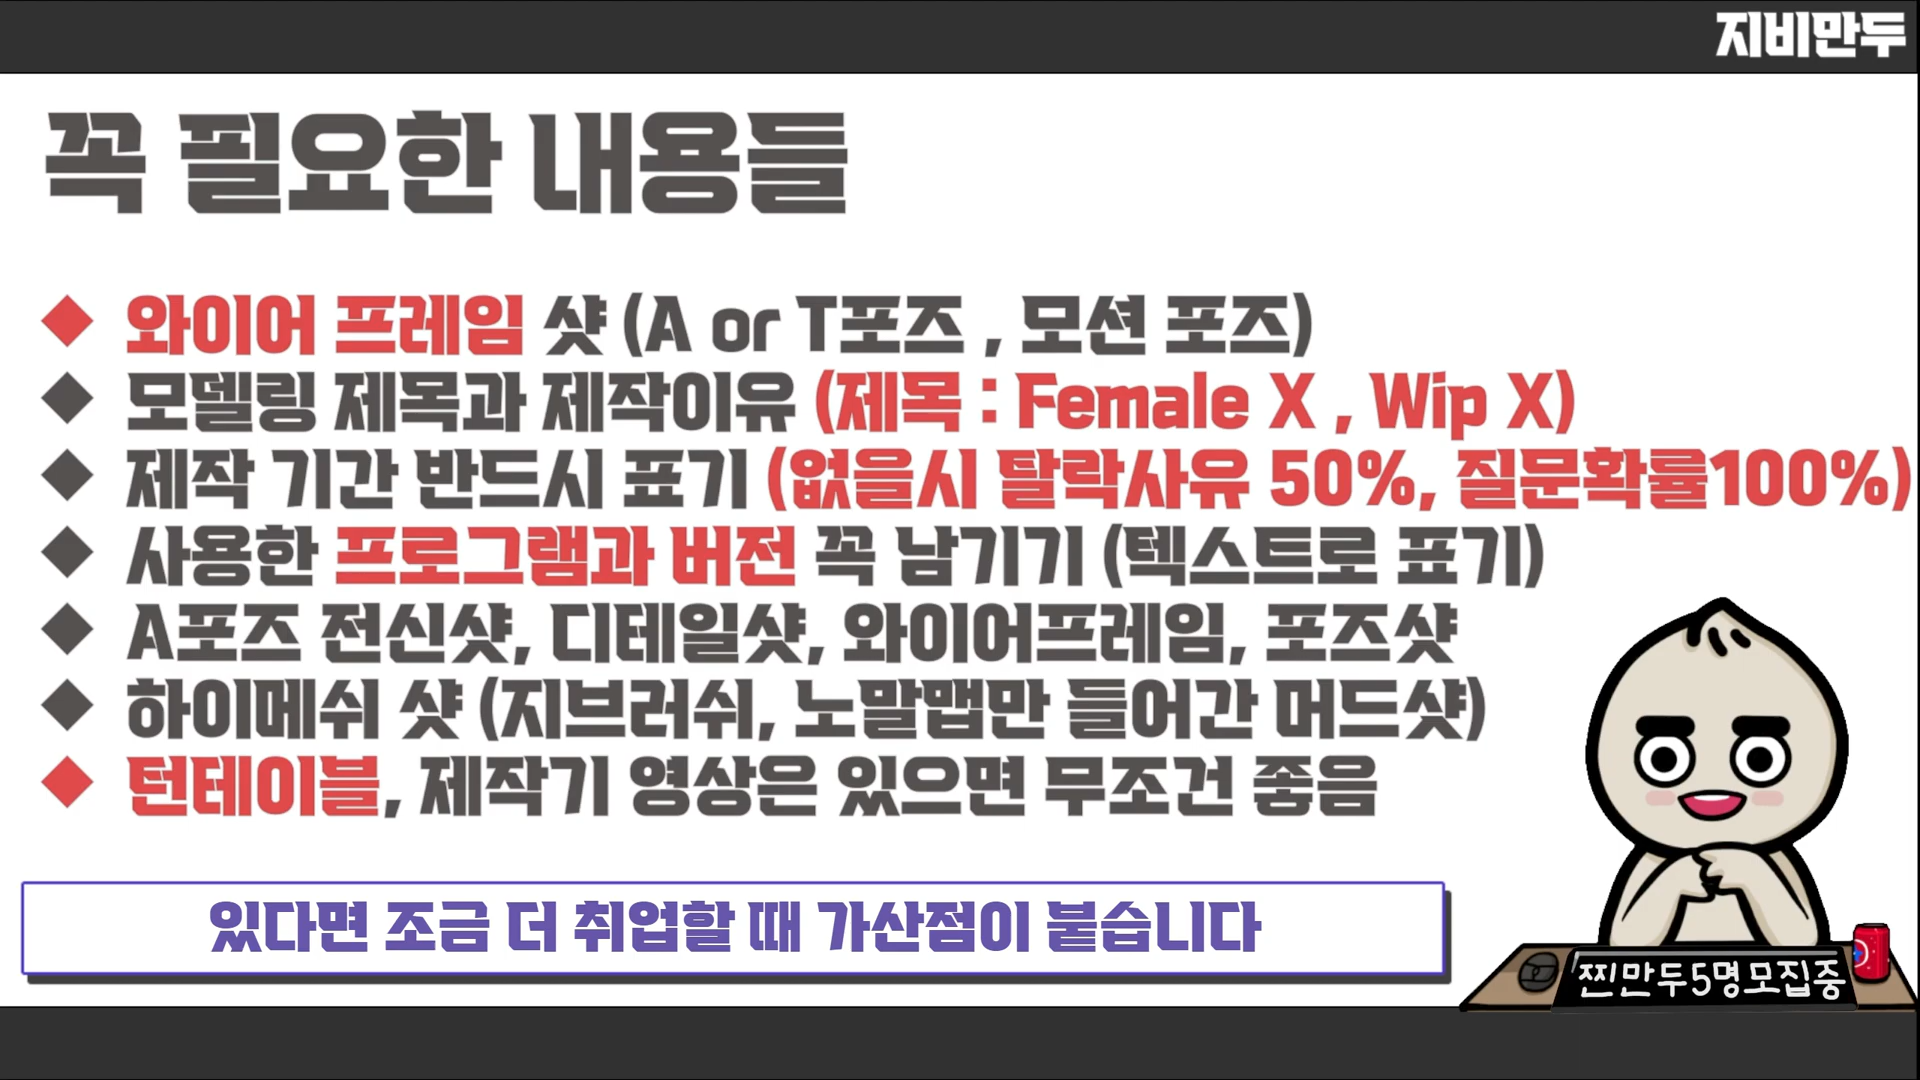 지비만두
꼭 필요한 내용들
와이어 프레임 샷 (A or T포즈 , 모션 포즈)
모델링 제목과 제작이유 (제목 : Female X , Wip X)
제작 기간 반드시 표기 (없을시 탈락사유 50%, 질문확률100%)
사용한 프로그램과 버전 꼭 남기기 (텍스트로 표기)
A포즈 전신샷, 디테일샷, 와이어프레임, 포즈샷
하이메쉬 샷 (지브러쉬, 노말맵만 들어간 머드샷)
턴테이블, 제작기 영상은 있으면 무조건 좋음
있다면 조금 더 취업할 때 가산점이 붙습니다
찐만두5명모집중